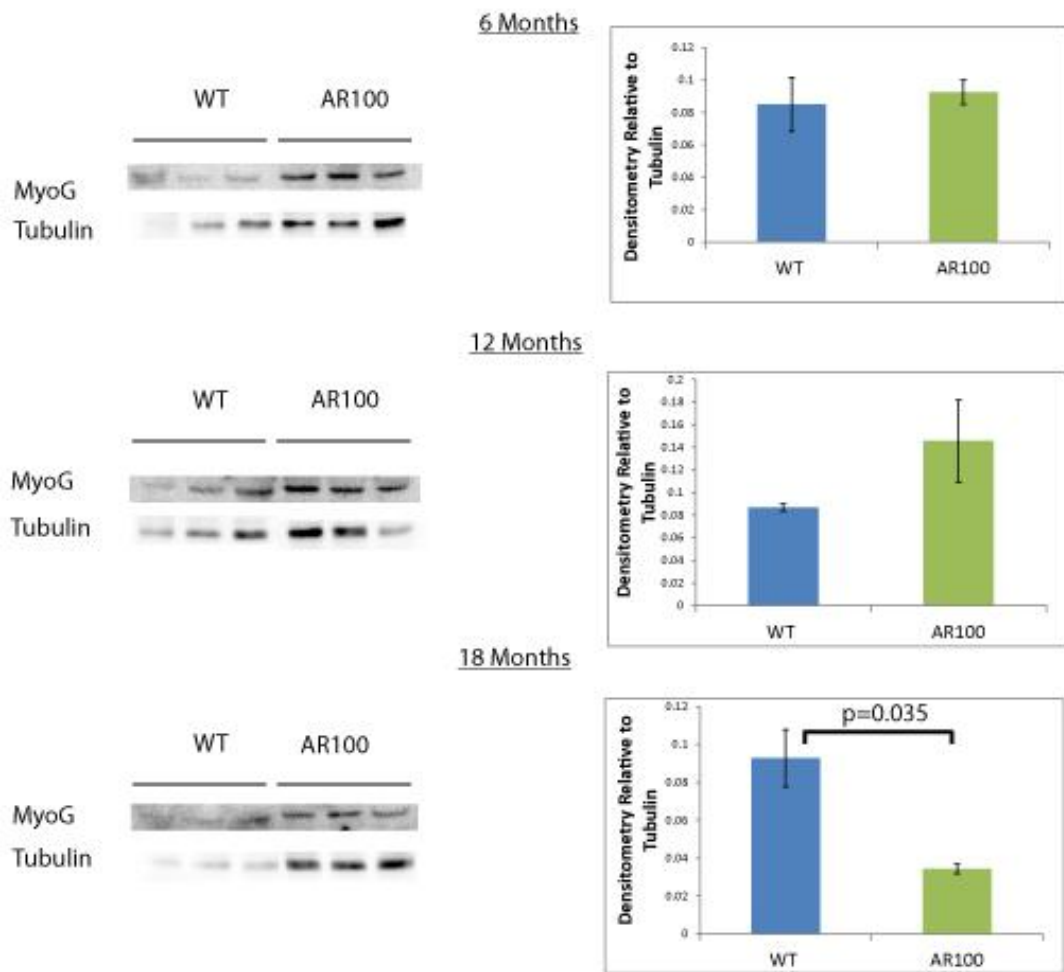 6 Months
WT AR100
MyoG
Tubulin
Densitometry Relative to
Tubulin
0.12
0.1
0.08
0.06
0.04
0.02
0
WT AR100
12 Months
WT AR100
MyoG
Tubulin
Densitometry Relative to
Tubulin
0.2
0.18
0.16
0.14
0.12
0.1
0.08
0.06
0.04
0.02
0
WT AR100
18 Months
WT AR100
MyoG
Tubulin
Densitometry Relative to
Tubulin
0.12
0.1
0.08
0.06
0.04
0.02
0
p=0.035
WT AR100